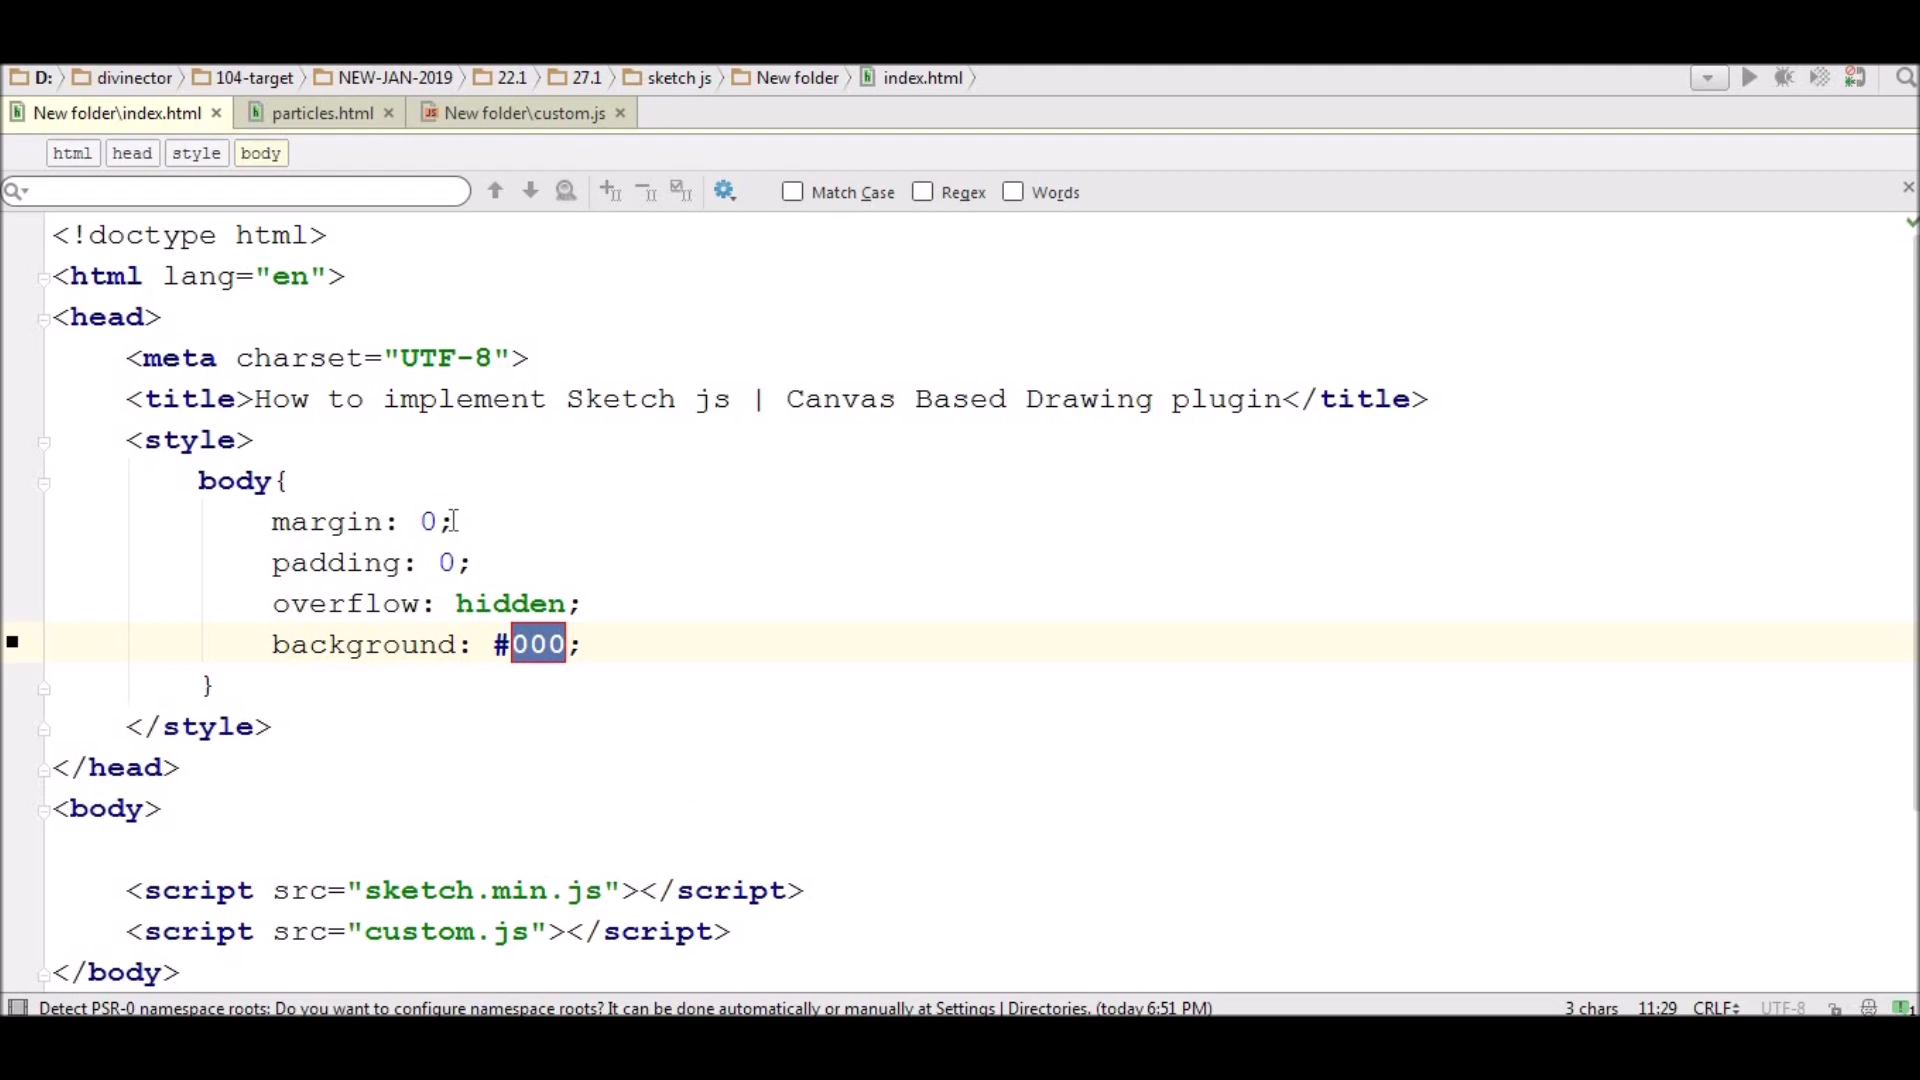 D: divinector 104-target NEW-JAN-2019 22.1 27.1 sketch js New folder index.html
New folder\index.html particles.html New folder\custom.js
html head style body
Match Case Regex Words
<!doctype html>
<html lang="en">
<head>
<meta charset="UTF-8">
<title>How to implement Sketch js | Canvas Based Drawing plugin</title>
<style>
body{
margin: 0;
padding: 0;
overflow: hidden;
background: #000;
}
</style>
</head>
<body>
<script src="sketch.min.js"></script>
<script src="custom.js"></script>
</body>
Detect PSR-0 namespace roots: Do you want to configure namespace roots? It can be done automatically or manually at Settings | Directories. (today 6:51 PM) 3 chars 11:29 CRLF UTF-8 1